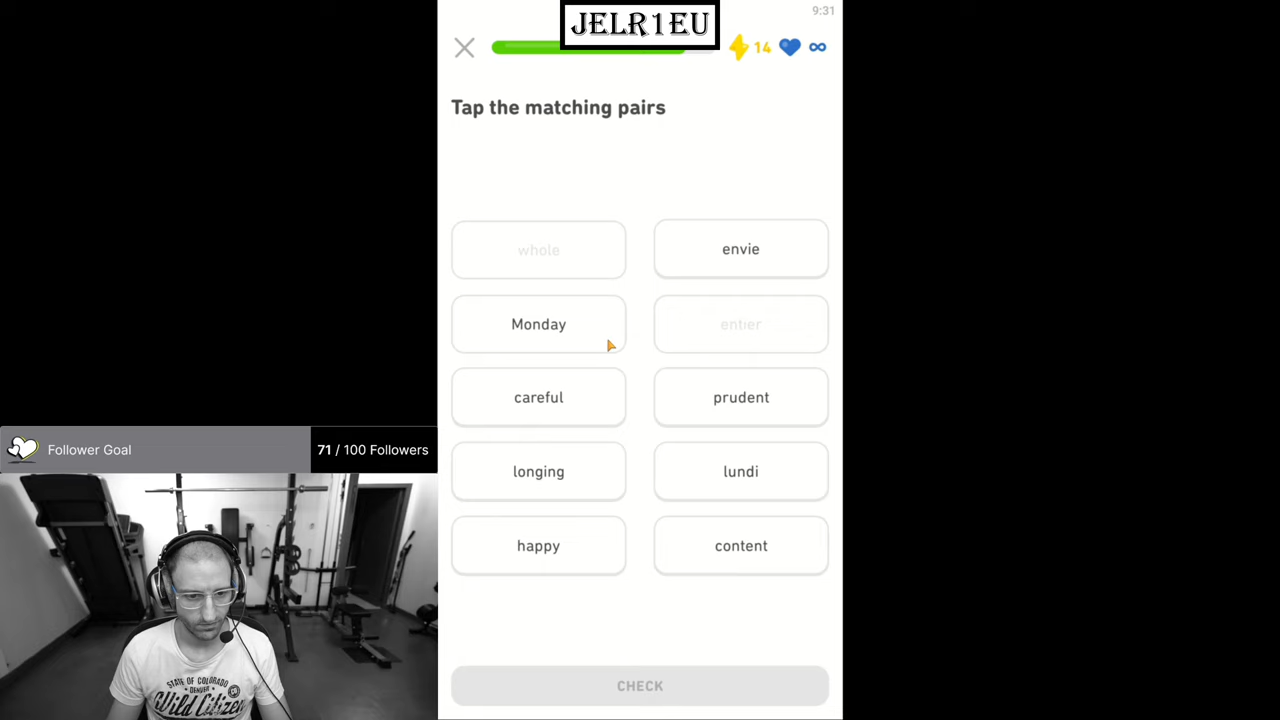 JELR1EU
9:31
14
Tap the matching pairs
whole
envie
Monday
entier
careful
prudent
longing
lundi
happy
content
CHECK
Follower Goal
71 / 100 Followers
STATE OF COLORADO
DENVER
Wild Citizen